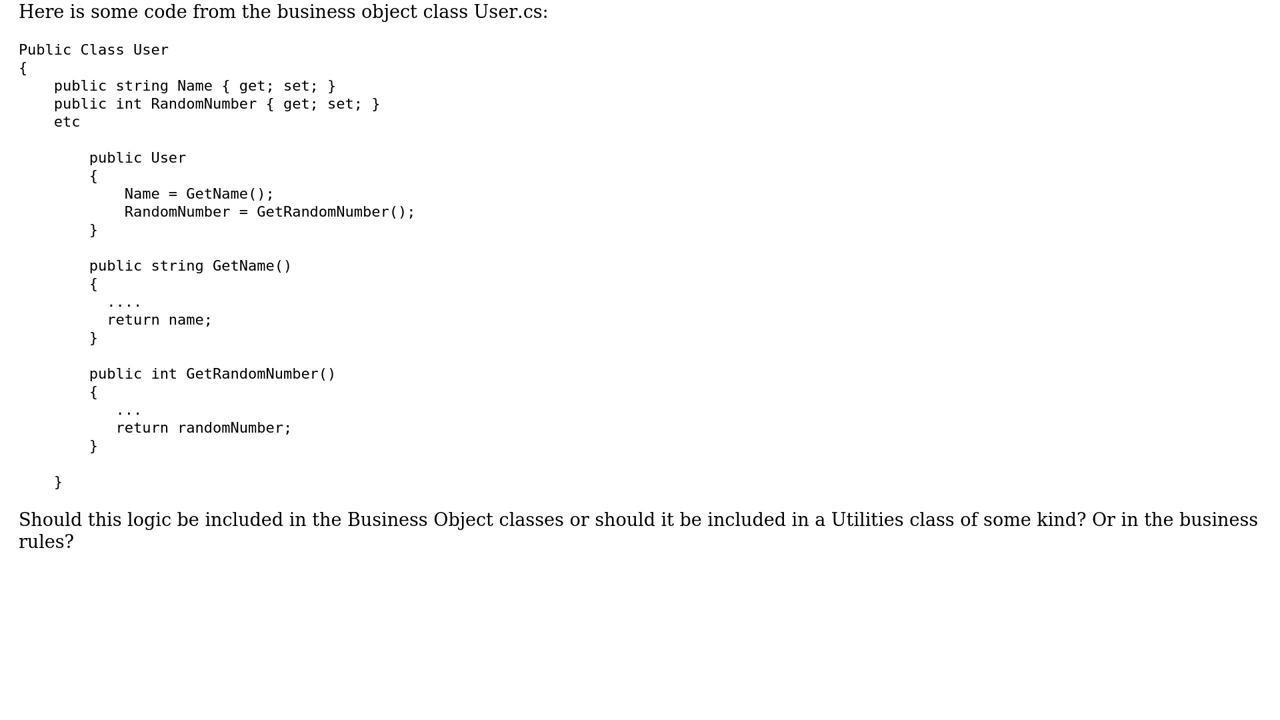 Here is some code from the business object class User.cs:
Public Class User
{
    public string Name { get; set; }
    public int RandomNumber { get; set; }
    etc
        public User
        {
            Name = GetName();
            RandomNumber = GetRandomNumber();
        }
        public string GetName()
        {
          ....
          return name;
        }
        public int GetRandomNumber()
        {
           ...
           return randomNumber;
        }
    }
Should this logic be included in the Business Object classes or should it be included in a Utilities class of some kind? Or in the business
rules?